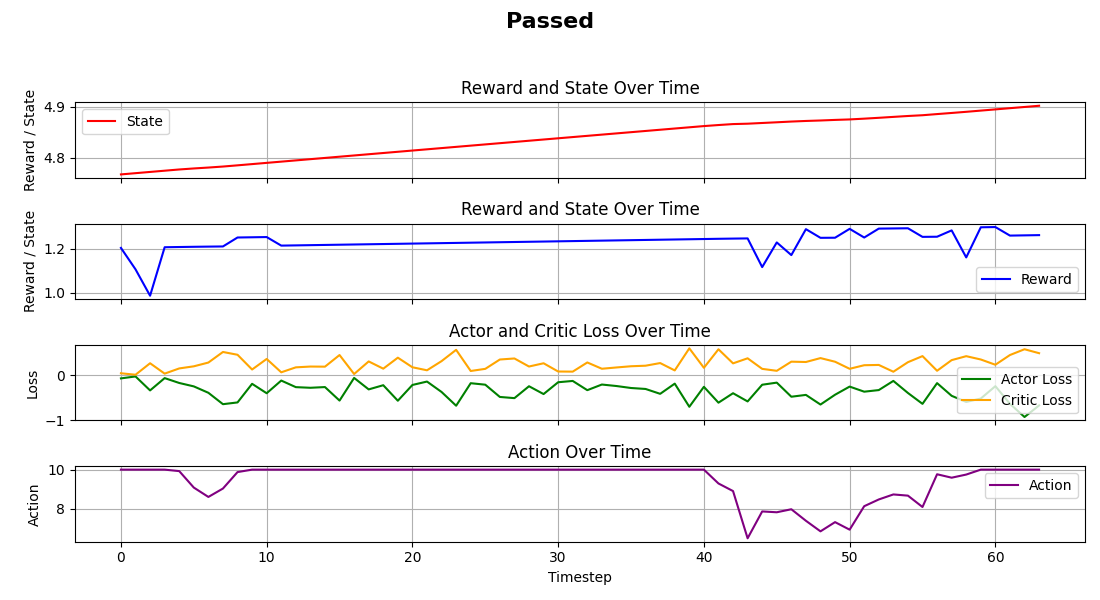 Passed
Reward and State Over Time
Reward / State
4.9
4.8
State
Reward and State Over Time
Reward / State
1.2
1.0
Reward
Actor and Critic Loss Over Time
Loss
0
−1
Actor Loss
Critic Loss
Action Over Time
Action
10
8
Action
0 10 20 30 40 50 60
Timestep